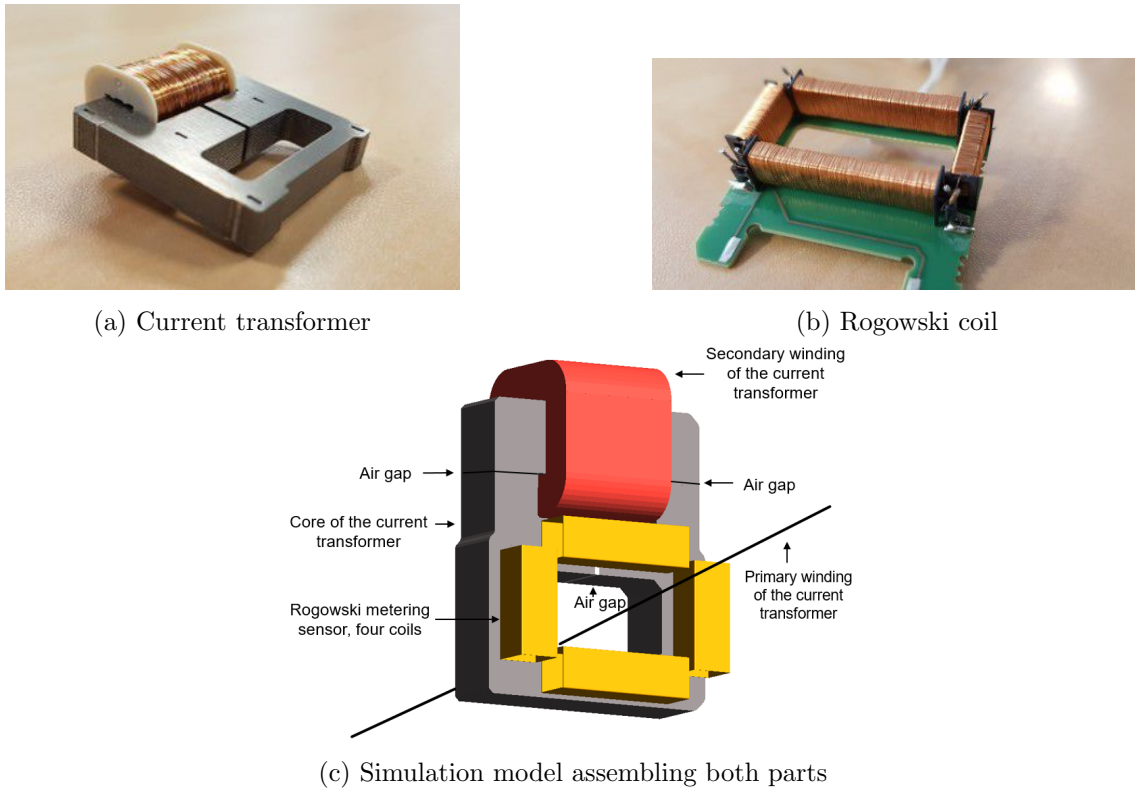 (a) Current transformer
(b) Rogowski coil
Secondary winding
of the current
transformer
Air gap
Air gap
Core of the current
transformer
Primary winding
of the current
transformer
Air gap
Rogowski metering
sensor, four coils
(c) Simulation model assembling both parts